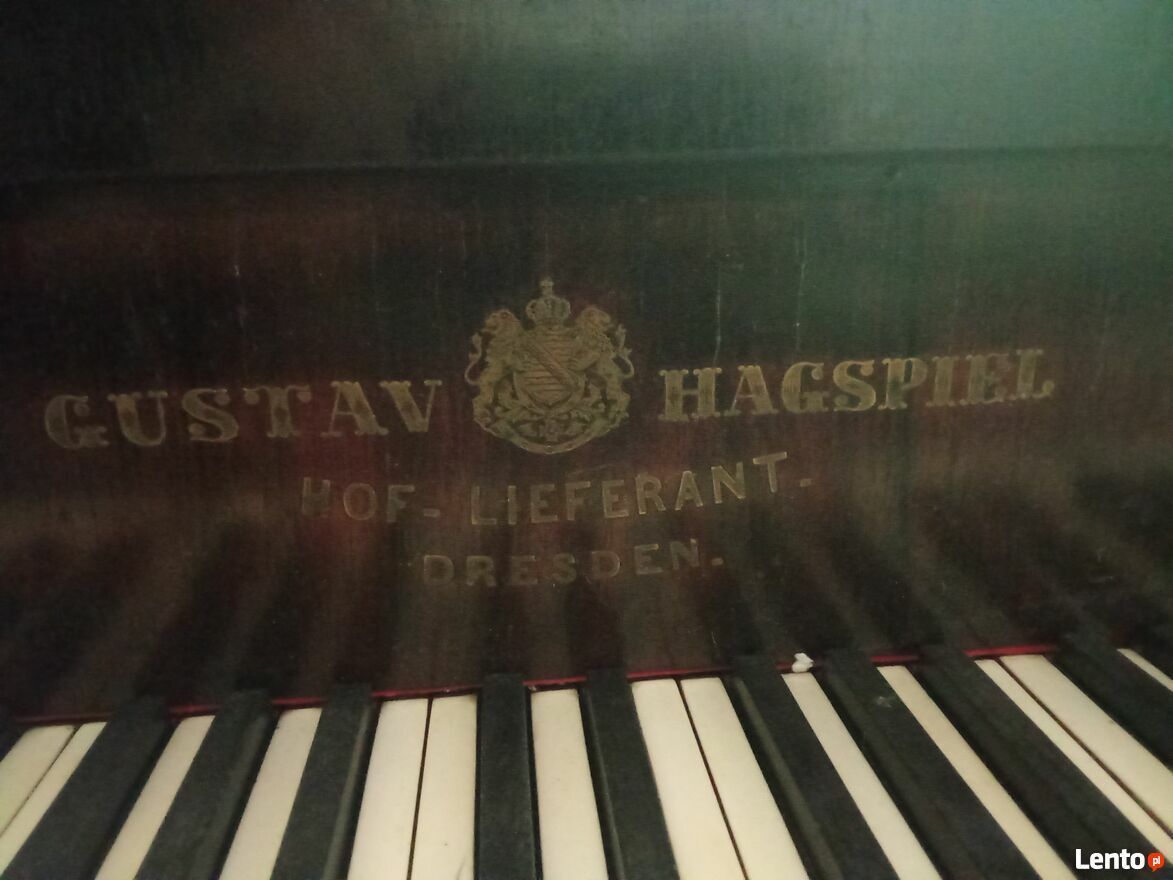 GUSTAV HAGSPIEL
HOF-LIEFERANT.
DRESDEN.
Lento pl